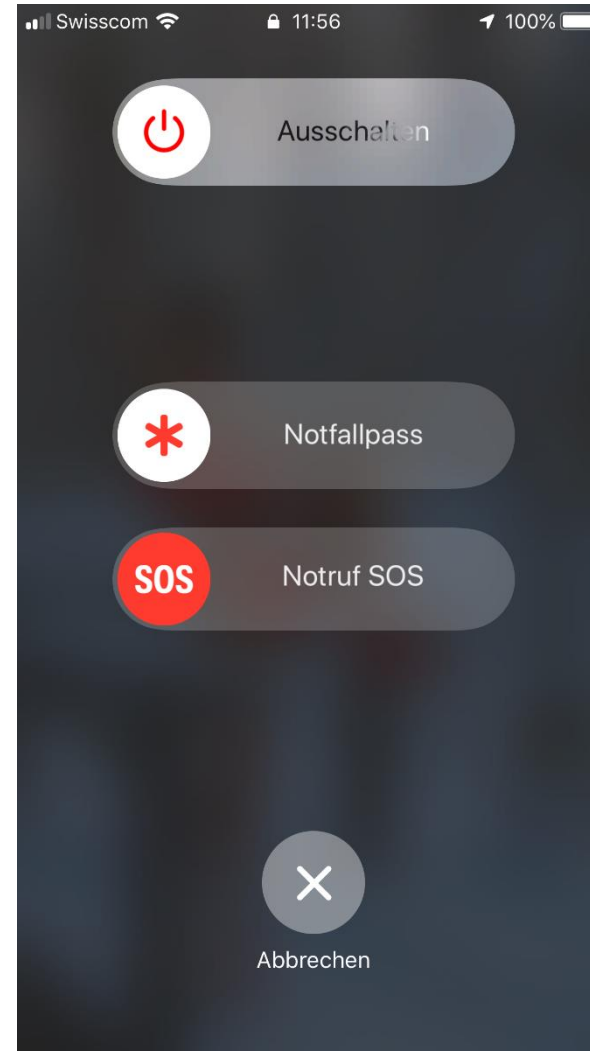 Swisscom 11:56 100%
Ausschalten
Notfallpass
SOS Notruf SOS
Abbrechen